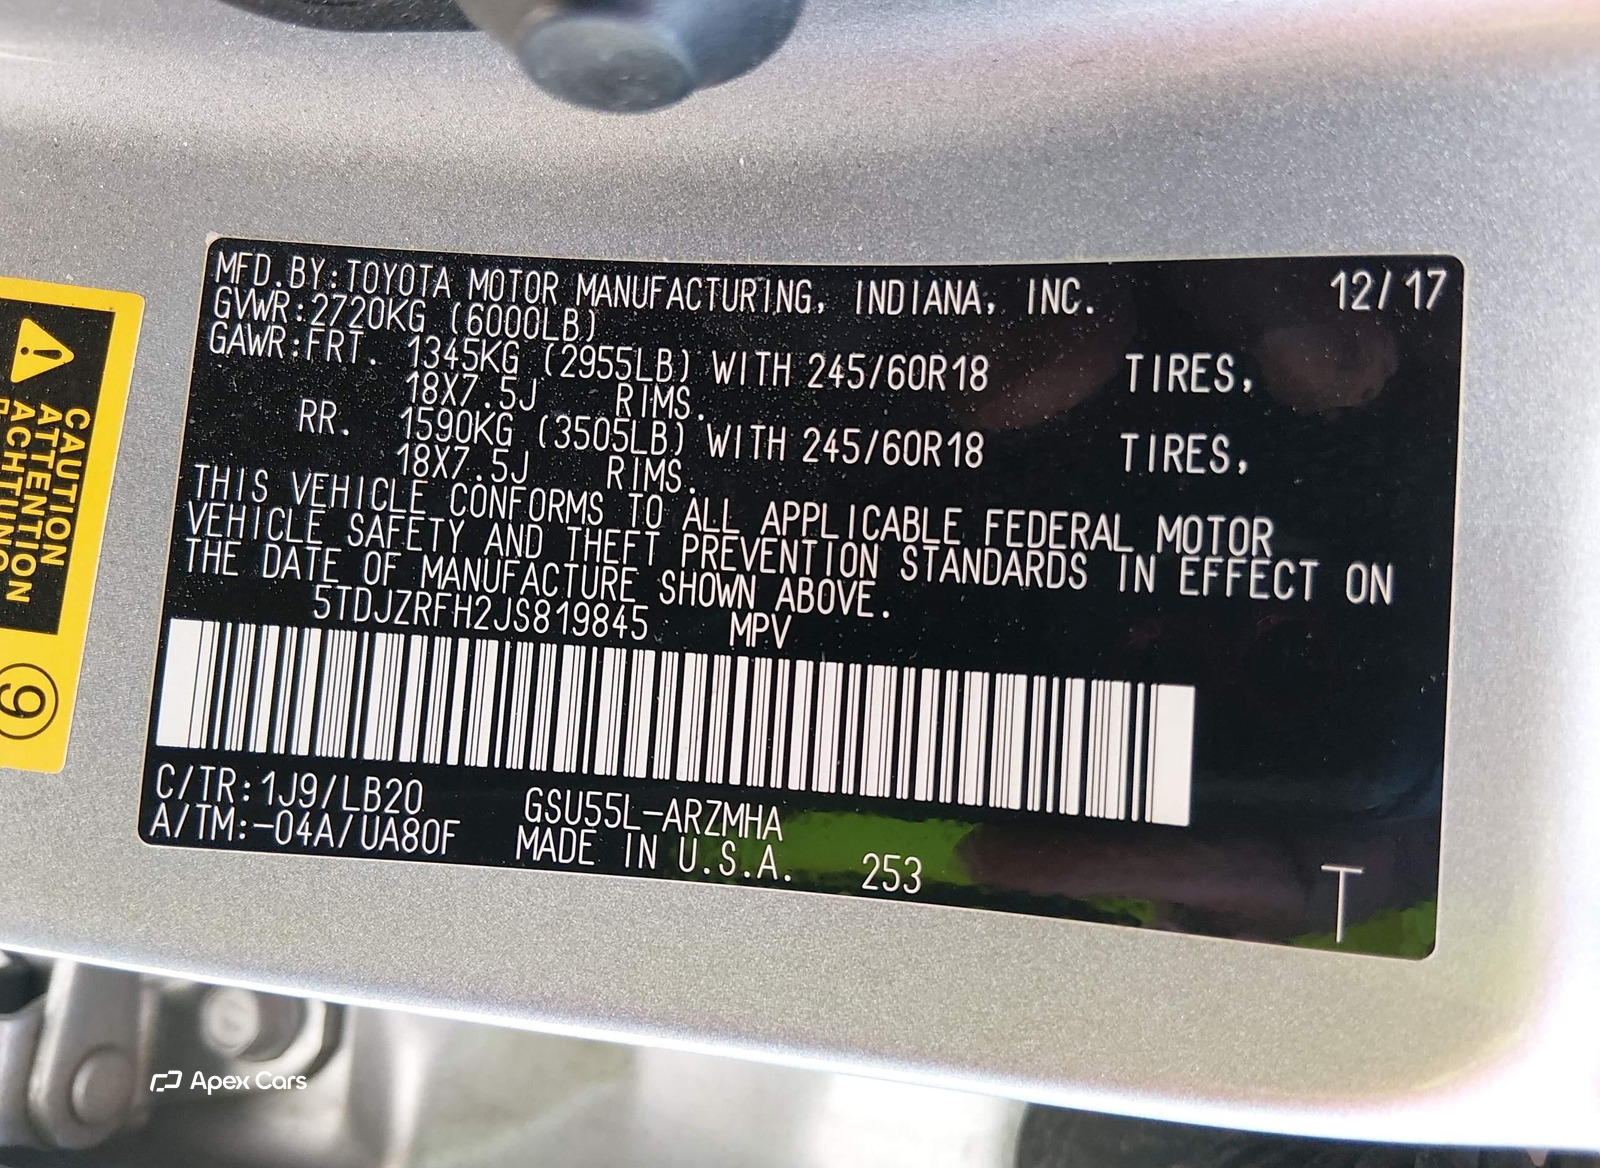 MFD.BY:TOYOTA MOTOR MANUFACTURING, INDIANA, INC. 12/17
GVWR:2720KG (6000LB)
GAWR:FRT. 1345KG (2955LB) WITH 245/60R18 TIRES,
18X7.5J RIMS.
RR. 1590KG (3505LB) WITH 245/60R18 TIRES,
18X7.5J RIMS.
THIS VEHICLE CONFORMS TO ALL APPLICABLE FEDERAL MOTOR
VEHICLE SAFETY AND THEFT PREVENTION STANDARDS IN EFFECT ON
THE DATE OF MANUFACTURE SHOWN ABOVE.
5TDJZRFH2JS819845 MPV
C/TR:1J9/LB20 GSU55L-ARZMHA
A/TM:-04A/UA80F MADE IN U.S.A. 253 T
CAUTION
ATTENTION
ACHTUNG
9
Apex Cars